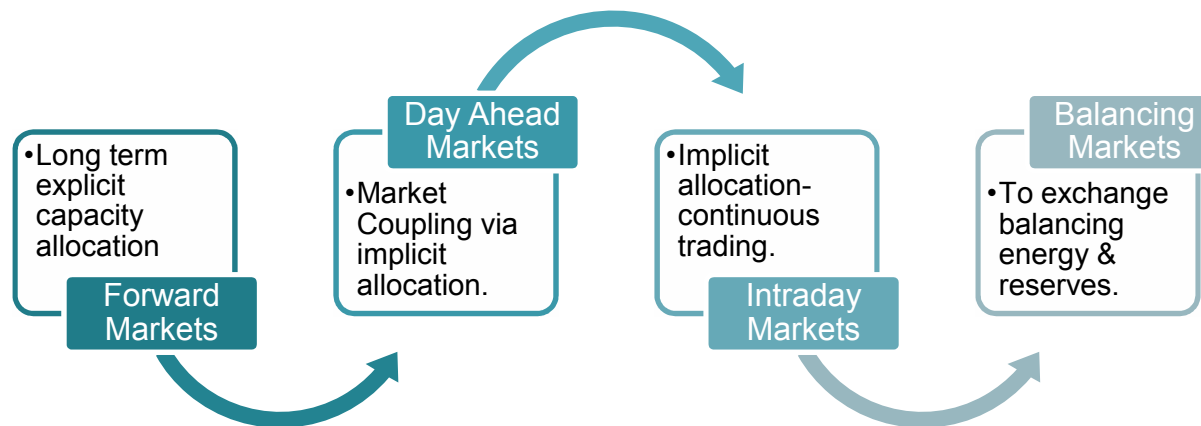 •Long term
explicit
capacity
allocation
Forward
Markets
Day Ahead
Markets
•Market
Coupling via
implicit
allocation.
•Implicit
allocation-
continuous
trading.
Intraday
Markets
Balancing
Markets
•To exchange
balancing
energy &
reserves.